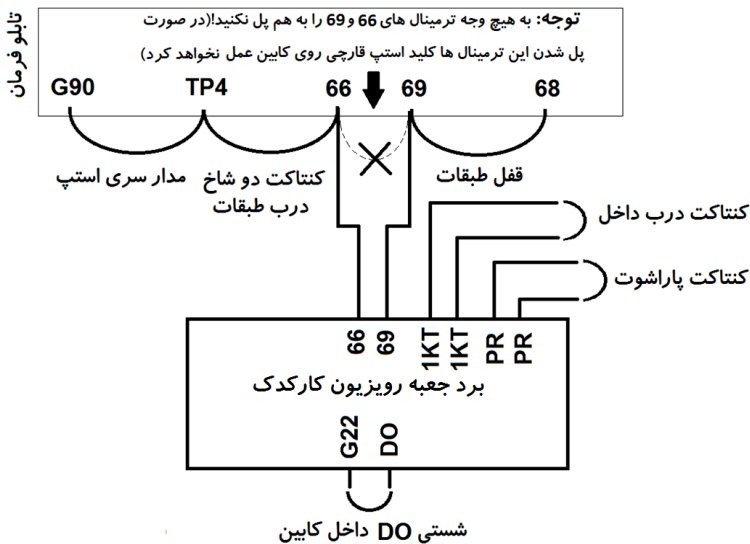 توجه: به هیچ وجه ترمینال های 66 و 69 را به هم پل نکنید!(در صورت
پل شدن این ترمینال ها کلید استپ قارچی روی کابین عمل نخواهد کرد)
تابلو فرمان
G90 TP4 66 69 68
مدار سری استپ
کنتاکت دو شاخ
درب طبقات
قفل طبقات
کنتاکت درب داخل
کنتاکت پاراشوت
66 69 1KT 1KT PR PR
برد جعبه رویزیون کارکدک
G22 DO
شستی DO داخل کابین